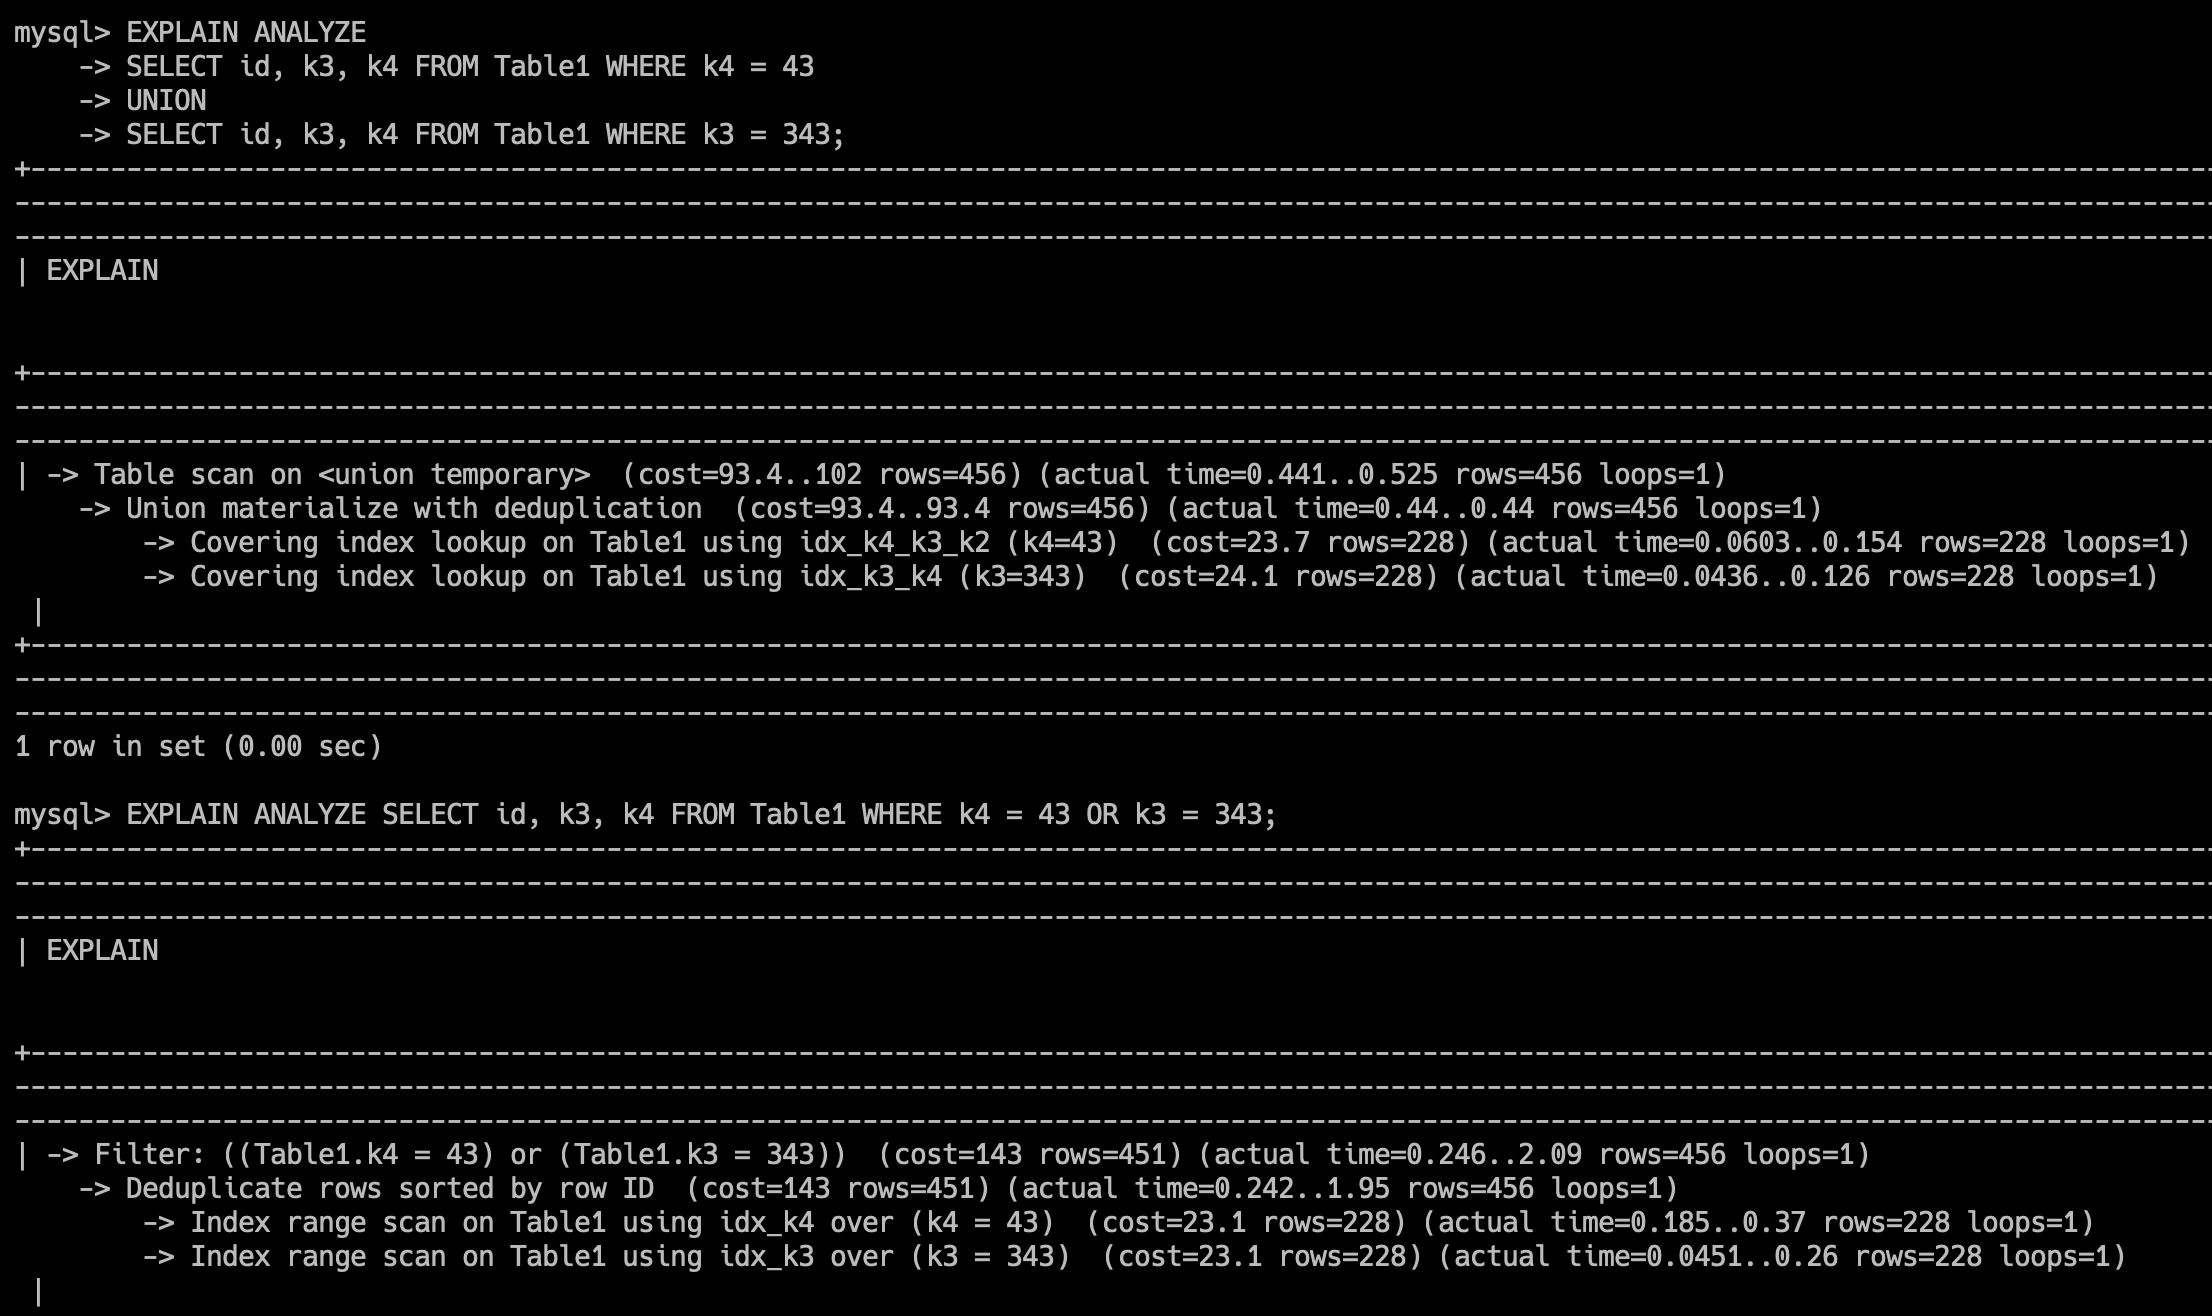 mysql> EXPLAIN ANALYZE
    -> SELECT id, k3, k4 FROM Table1 WHERE k4 = 43
    -> UNION
    -> SELECT id, k3, k4 FROM Table1 WHERE k3 = 343;
+------------------------------------------------------------------------------------------------------------------------------------------
------------------------------------------------------------------------------------------------------------------------------------------
------------------------------------------------------------------------------------------------------------------------------------------
| EXPLAIN
+------------------------------------------------------------------------------------------------------------------------------------------
------------------------------------------------------------------------------------------------------------------------------------------
------------------------------------------------------------------------------------------------------------------------------------------
| -> Table scan on <union temporary>  (cost=93.4..102 rows=456) (actual time=0.441..0.525 rows=456 loops=1)
    -> Union materialize with deduplication  (cost=93.4..93.4 rows=456) (actual time=0.44..0.44 rows=456 loops=1)
        -> Covering index lookup on Table1 using idx_k4_k3_k2 (k4=43)  (cost=23.7 rows=228) (actual time=0.0603..0.154 rows=228 loops=1)
        -> Covering index lookup on Table1 using idx_k3_k4 (k3=343)  (cost=24.1 rows=228) (actual time=0.0436..0.126 rows=228 loops=1)
 |
+------------------------------------------------------------------------------------------------------------------------------------------
------------------------------------------------------------------------------------------------------------------------------------------
------------------------------------------------------------------------------------------------------------------------------------------
1 row in set (0.00 sec)
mysql> EXPLAIN ANALYZE SELECT id, k3, k4 FROM Table1 WHERE k4 = 43 OR k3 = 343;
+------------------------------------------------------------------------------------------------------------------------------------------
------------------------------------------------------------------------------------------------------------------------------------------
------------------------------------------------------------------------------------------------------------------------------------------
| EXPLAIN
+------------------------------------------------------------------------------------------------------------------------------------------
------------------------------------------------------------------------------------------------------------------------------------------
------------------------------------------------------------------------------------------------------------------------------------------
| -> Filter: ((Table1.k4 = 43) or (Table1.k3 = 343))  (cost=143 rows=451) (actual time=0.246..2.09 rows=456 loops=1)
    -> Deduplicate rows sorted by row ID  (cost=143 rows=451) (actual time=0.242..1.95 rows=456 loops=1)
        -> Index range scan on Table1 using idx_k4 over (k4 = 43)  (cost=23.1 rows=228) (actual time=0.185..0.37 rows=228 loops=1)
        -> Index range scan on Table1 using idx_k3 over (k3 = 343)  (cost=23.1 rows=228) (actual time=0.0451..0.26 rows=228 loops=1)
 |